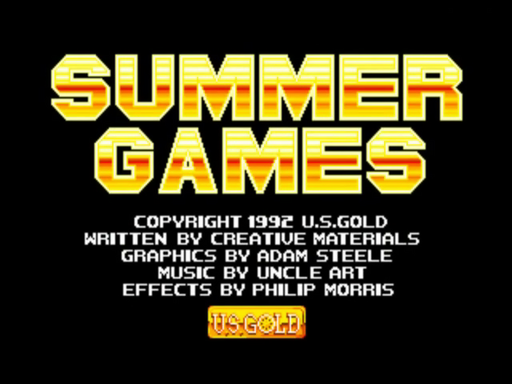 SUMMER
GAMES
COPYRIGHT 1992 U.S.GOLD
WRITTEN BY CREATIVE MATERIALS
GRAPHICS BY ADAM STEELE
MUSIC BY UNCLE ART
EFFECTS BY PHILIP MORRIS
U.S.GOLD